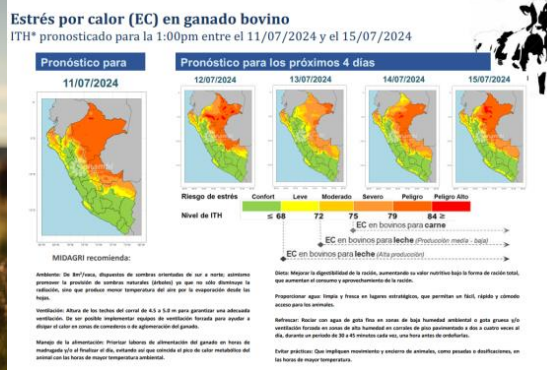 Estrés por calor (EC) en ganado bovino
ITH* pronosticado para la 1:00pm entre el 11/07/2024 y el 15/07/2024
Pronóstico para
11/07/2024
Pronóstico para los próximos 4 días
12/07/2024 13/07/2024 14/07/2024 15/07/2024
Riesgo de estrés Confort Leve Moderado Severo Peligro Peligro Alto
Nivel de ITH ≤ 68 72 75 79 84 ≥
EC en bovinos para carne
EC en bovinos para leche (Producción media - baja)
EC en bovinos para leche (Alta producción)
MIDAGRI recomienda:
Ambiente: De 8m²/vaca, dispuestos de sombras orientadas de sur a norte; asimismo
promover la provisión de sombras naturales (árboles) ya que no sólo disminuye la
radiación, sino que produce menor temperatura del aire por la evaporación desde las
hojas.
Ventilación: Altura de los techos del corral de 4.5 a 5.0 m para garantizar una adecuada
ventilación. De ser posible implementar equipos de ventilación forzada para ayudar a
disipar el calor en zonas de comederos o de aglomeración del ganado.
Manejo de la alimentación: Priorizar labores de alimentación del ganado en horas de
madrugada y/o al finalizar el día, evitando así que coincida el pico de calor metabólico del
animal con las horas de mayor temperatura ambiental.
Dieta: Mejorar la digestibilidad de la ración, aumentando su valor nutritivo bajo la forma de ración total,
que aumentan el consumo y aprovechamiento de la ración.
Proporcionar agua: limpia y fresca en lugares estratégicos, que permitan un fácil, rápido y cómodo
acceso para los animales.
Refrescar: Rociar con agua de gota fina en zonas de baja humedad ambiental o gota gruesa y/o
ventilación forzada en zonas de alta humedad en corrales de piso pavimentado a dos a cuatro veces al
día, durante un periodo de 30 a 45 minutos cada vez, una hora antes de ordeñarlas.
Evitar prácticas: Que impliquen movimiento y encierro de animales, como pesadas o dosificaciones, en
las horas de mayor temperatura.